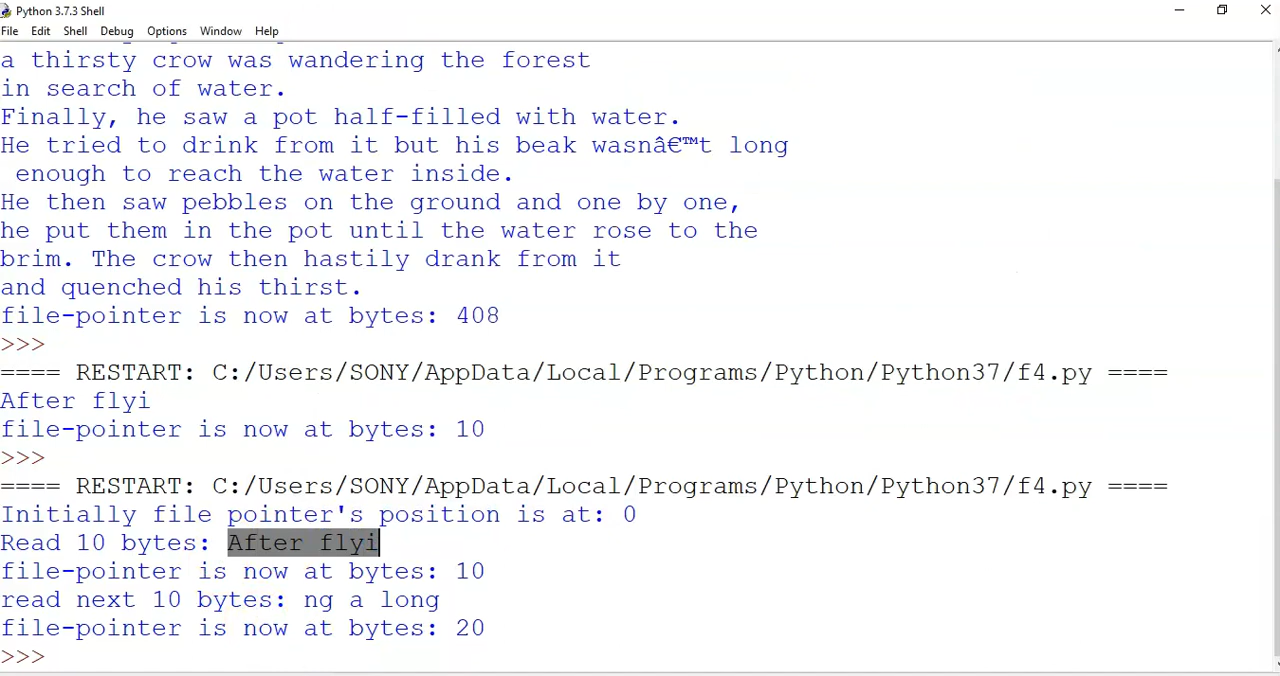 Python 3.7.3 Shell
File Edit Shell Debug Options Window Help
a thirsty crow was wandering the forest
in search of water.
Finally, he saw a pot half-filled with water.
He tried to drink from it but his beak wasnâ€™t long
 enough to reach the water inside.
He then saw pebbles on the ground and one by one,
he put them in the pot until the water rose to the
brim. The crow then hastily drank from it
and quenched his thirst.
file-pointer is now at bytes: 408
>>>
==== RESTART: C:/Users/SONY/AppData/Local/Programs/Python/Python37/f4.py ====
After flyi
file-pointer is now at bytes: 10
>>>
==== RESTART: C:/Users/SONY/AppData/Local/Programs/Python/Python37/f4.py ====
Initially file pointer's position is at: 0
Read 10 bytes: After flyi
file-pointer is now at bytes: 10
read next 10 bytes: ng a long
file-pointer is now at bytes: 20
>>>